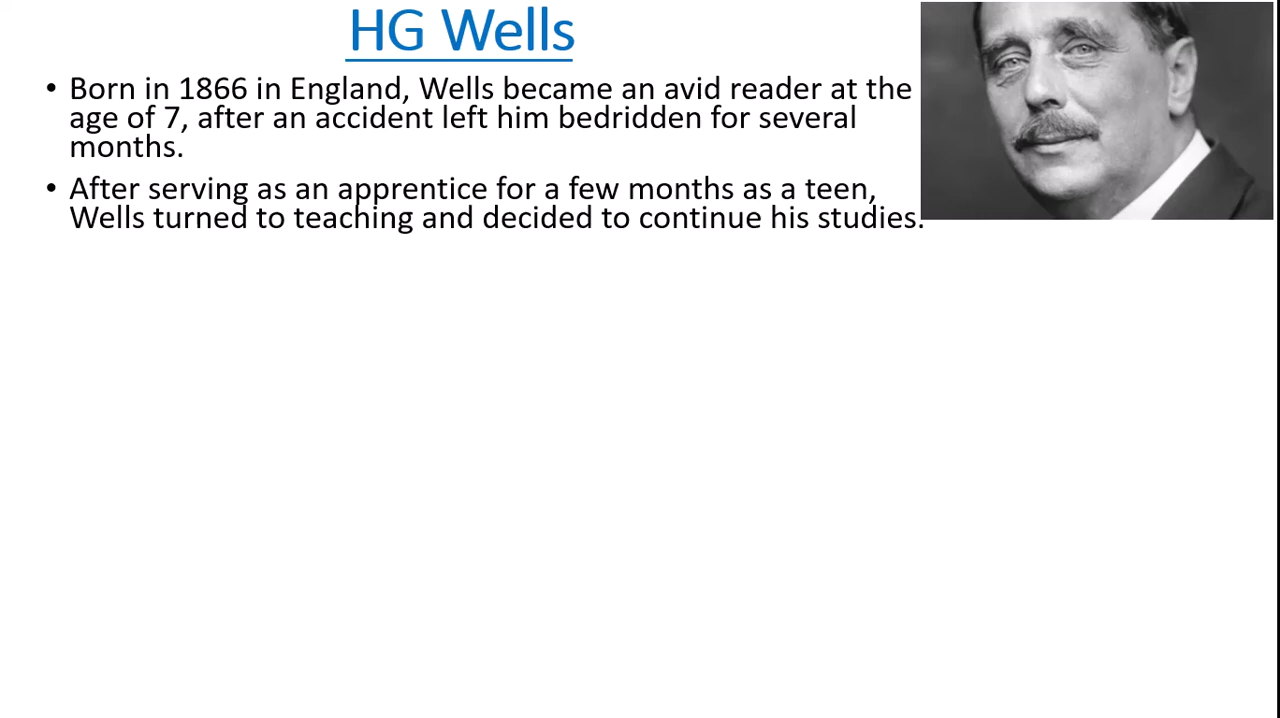 HG Wells
• Born in 1866 in England, Wells became an avid reader at the
age of 7, after an accident left him bedridden for several
months.
• After serving as an apprentice for a few months as a teen,
Wells turned to teaching and decided to continue his studies.